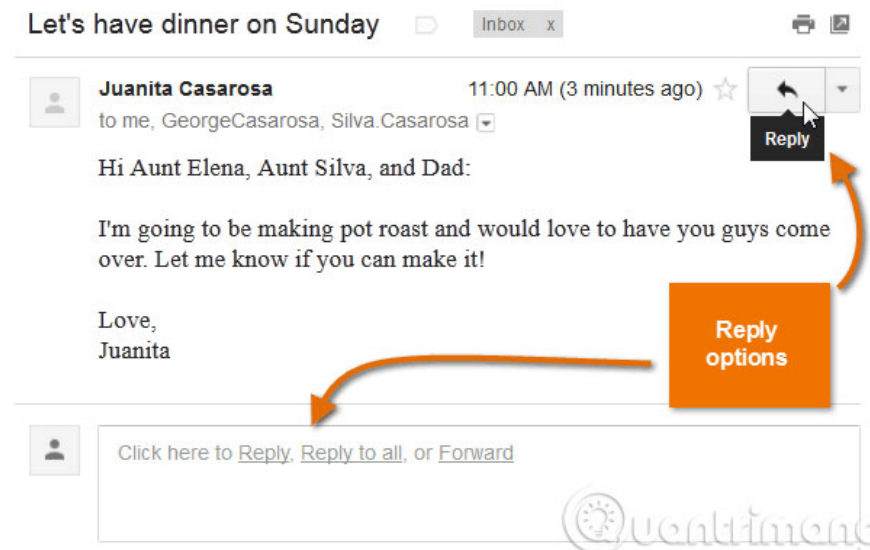 Let's have dinner on Sunday
Inbox x
Juanita Casarosa 11:00 AM (3 minutes ago)
to me, GeorgeCasarosa, Silva.Casarosa
Reply
Hi Aunt Elena, Aunt Silva, and Dad:
I'm going to be making pot roast and would love to have you guys come
over. Let me know if you can make it!
Love,
Juanita
Reply
options
Click here to Reply, Reply to all, or Forward
Quantrimang